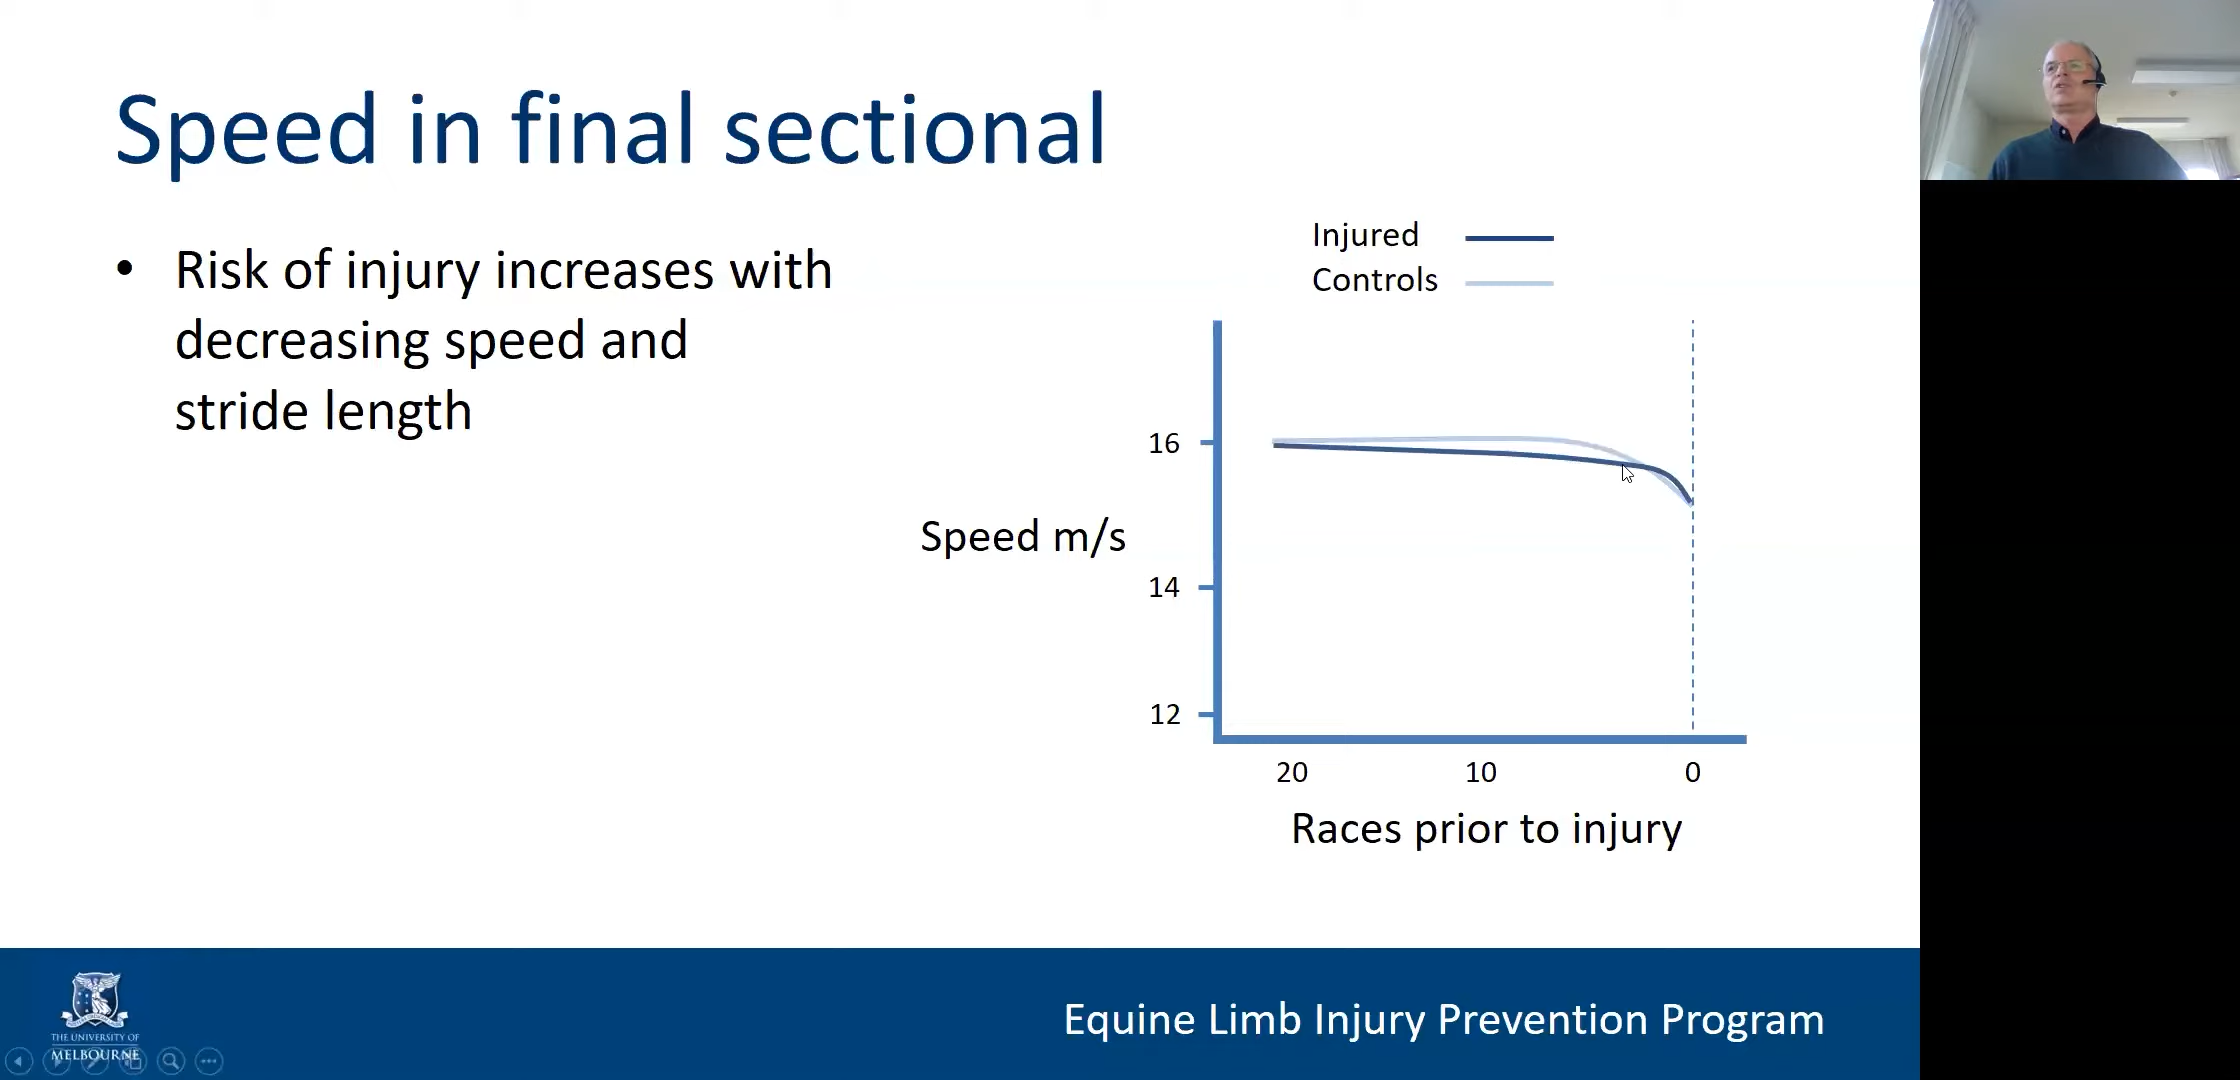 Speed in final sectional
• Risk of injury increases with
decreasing speed and
stride length
Injured
Controls
16
Speed m/s
14
12
20 10 0
Races prior to injury
THE UNIVERSITY OF
MELBOURNE
Equine Limb Injury Prevention Program